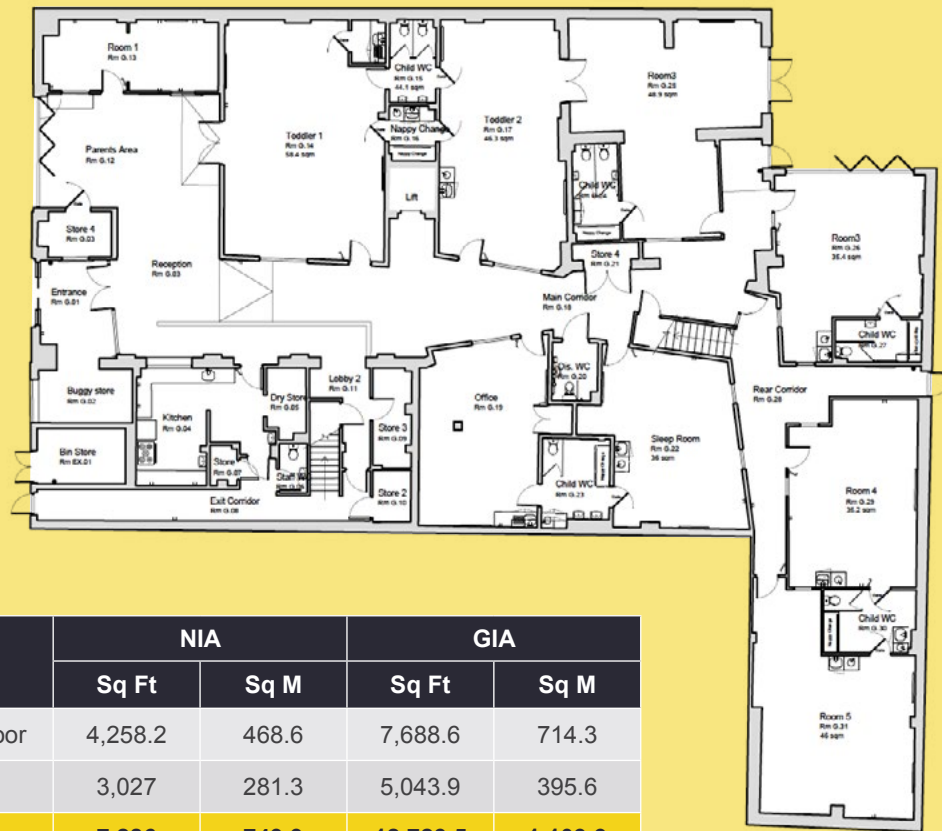 Room 1
Rm G.13
Parents Area
Rm G.12
Store 4
Rm G.03
Reception
Rm G.03
Entrance
Rm G.01
Buggy store
Rm G.02
Bin Store
Rm EX.01
Kitchen
Rm G.04
Dry Store
Rm G.05
Store
Rm G.07
Staff WC
Exit Corridor
Rm G.08
Lobby 2
Rm G.11
Store 3
Rm G.09
Store 2
Rm G.10
Toddler 1
Rm G.14
58.4 sqm
Child WC
Rm G.15
44.1 sqm
Nappy Change
Rm G.16
Nappy Change
Lift
Toddler 2
Rm G.17
46.3 sqm
Room3
Rm G.25
48.9 sqm
Child WC
Nappy Change
Store 4
Rm G.21
Main Corridor
Rm G.18
Dis. WC
Rm G.20
Office
Rm G.19
Sleep Room
Rm G.22
36 sqm
Child WC
Rm G.23
Room3
Rm G.26
35.4 sqm
Child WC
Rm G.27
Rear Corridor
Rm G.28
Room 4
Rm G.29
35.2 sqm
Child WC
Rm G.30
Nappy Change
Room 5
Rm G.31
46 sqm
NIA GIA
Sq Ft Sq M Sq Ft Sq M
oor 4,258.2 468.6 7,688.6 714.3
3,027 281.3 5,043.9 395.6